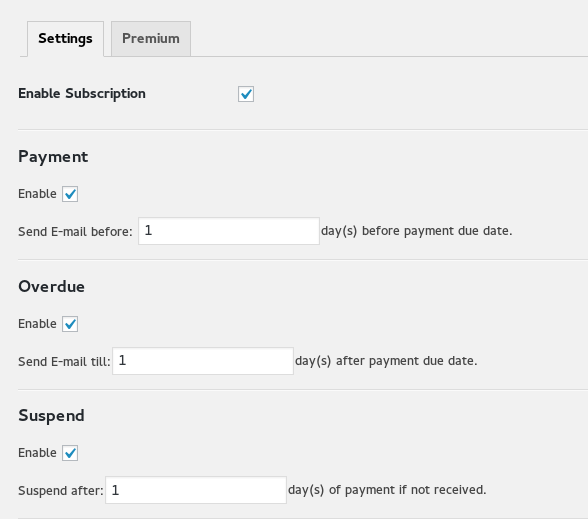 Settings Premium
Enable Subscription
Payment
Enable
Send E-mail before: 1 day(s) before payment due date.
Overdue
Enable
Send E-mail till: 1 day(s) after payment due date.
Suspend
Enable
Suspend after: 1 day(s) of payment if not received.